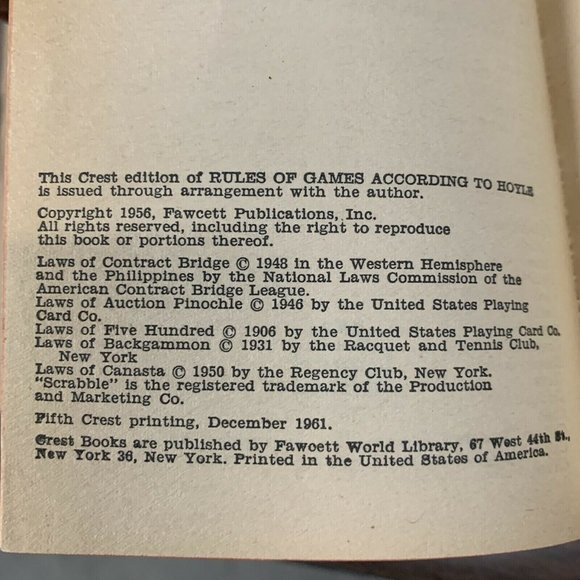 This Crest edition of RULES OF GAMES ACCORDING TO HOYLE
is issued through arrangement with the author.
Copyright 1956, Fawcett Publications, Inc.
All rights reserved, including the right to reproduce
this book or portions thereof.
Laws of Contract Bridge © 1948 in the Western Hemisphere
and the Philippines by the National Laws Commission of the
American Contract Bridge League.
Laws of Auction Pinochle © 1946 by the United States Playing
Card Co.
Laws of Five Hundred © 1906 by the United States Playing Card Co.
Laws of Backgammon © 1931 by the Racquet and Tennis Club,
New York
Laws of Canasta © 1950 by the Regency Club, New York.
"Scrabble" is the registered trademark of the Production
and Marketing Co.
Fifth Crest printing, December 1961.
Crest Books are published by Fawcett World Library, 67 West 44th St.,
New York 36, New York. Printed in the United States of America.